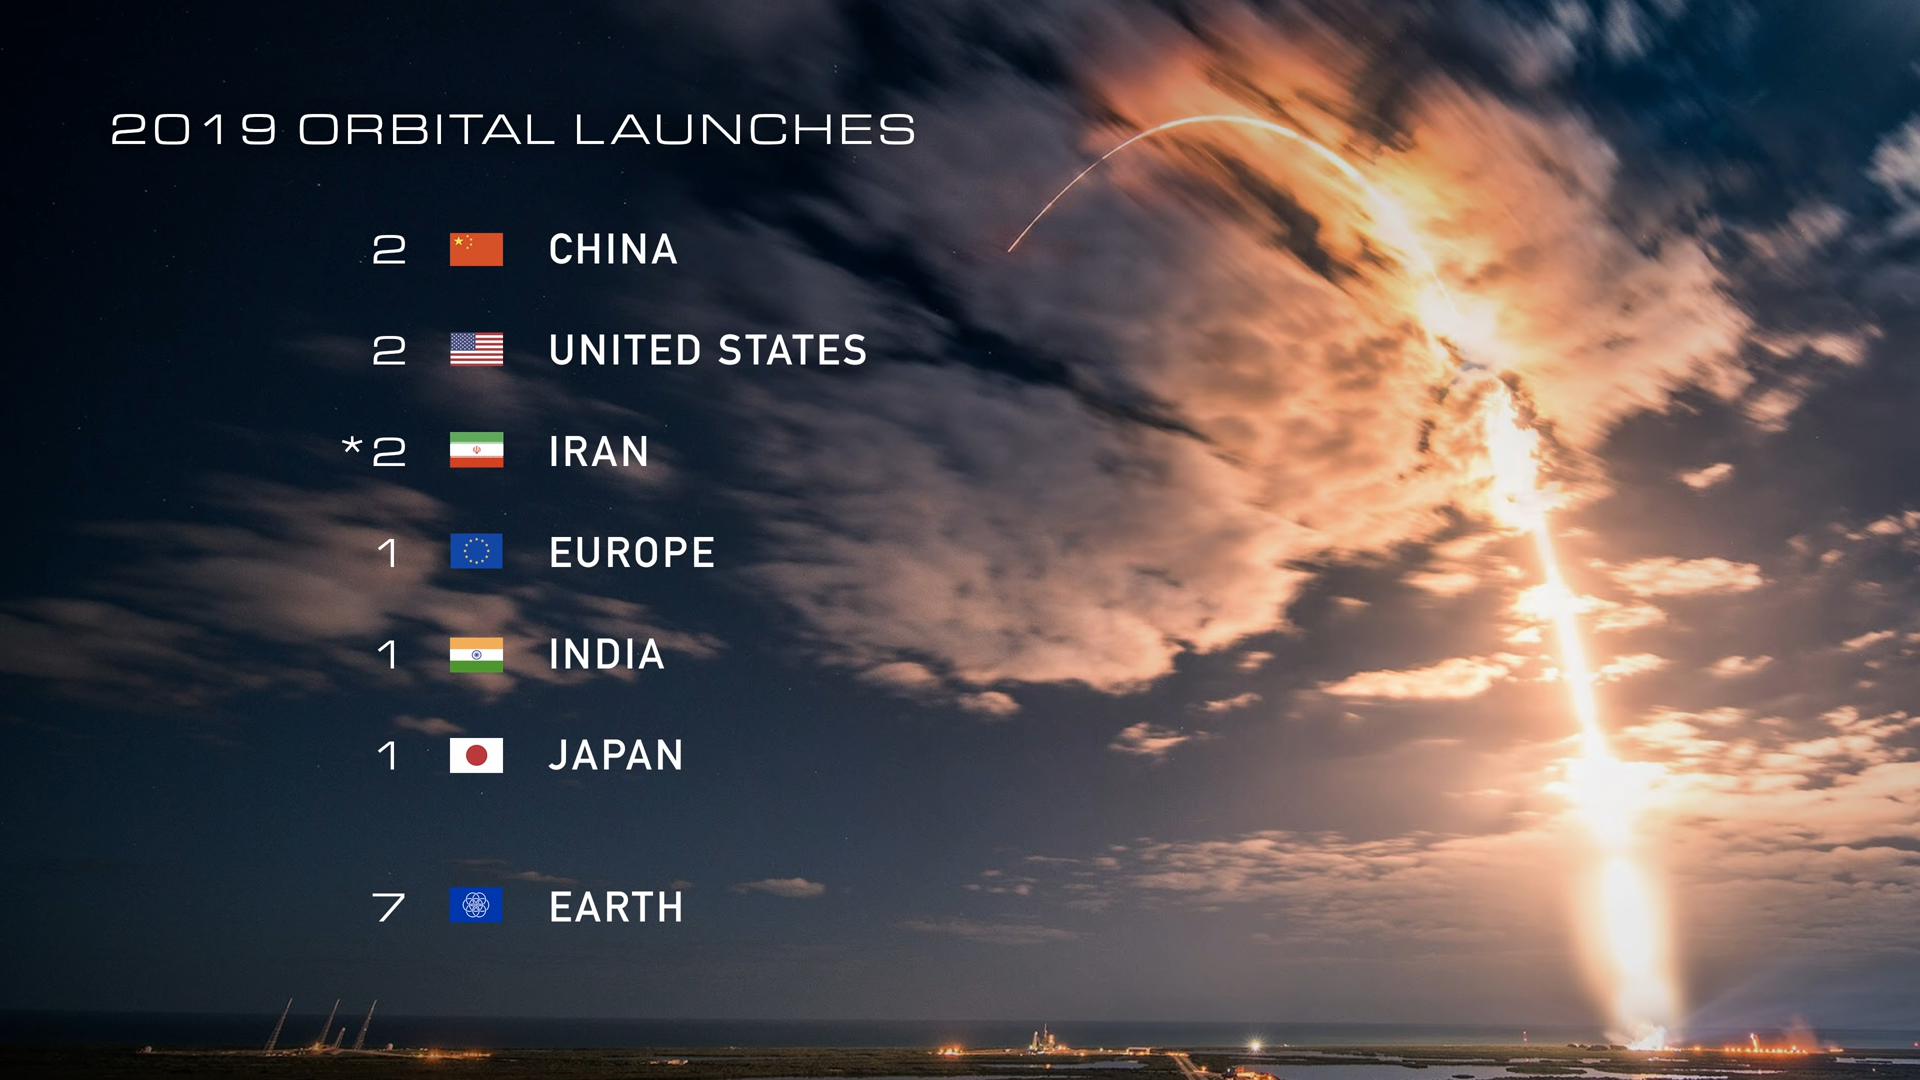 2019 ORBITAL LAUNCHES
2 CHINA
2 UNITED STATES
*2 IRAN
1 EUROPE
1 INDIA
1 JAPAN
7 EARTH